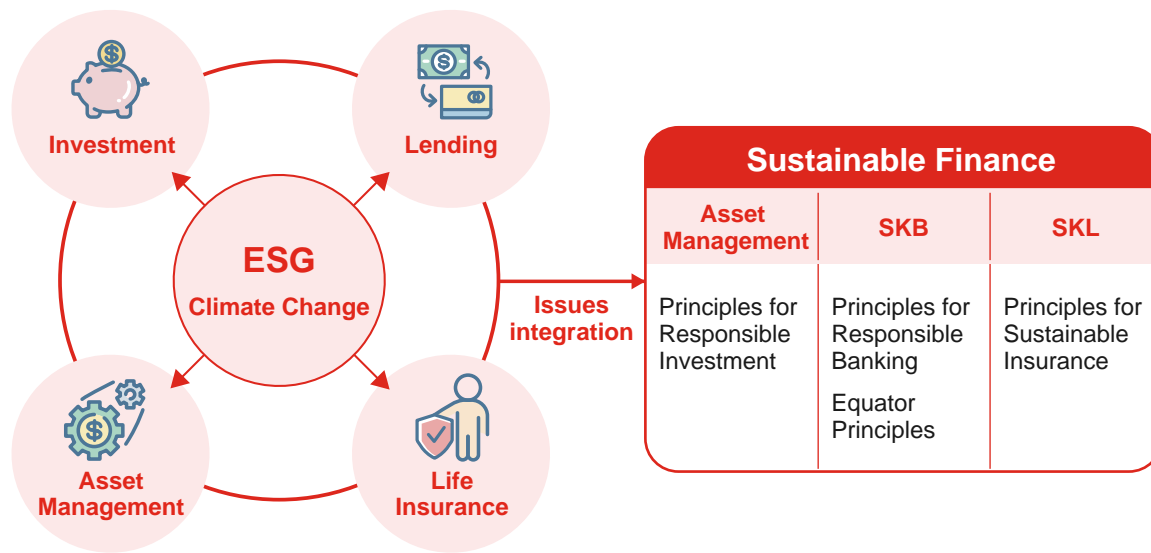 Investment
Lending
ESG
Climate Change
Asset
Management
Life
Insurance
Issues
integration
Sustainable Finance
Asset
Management
SKB
SKL
Principles for
Responsible
Investment
Principles for
Responsible
Banking
Equator
Principles
Principles for
Sustainable
Insurance